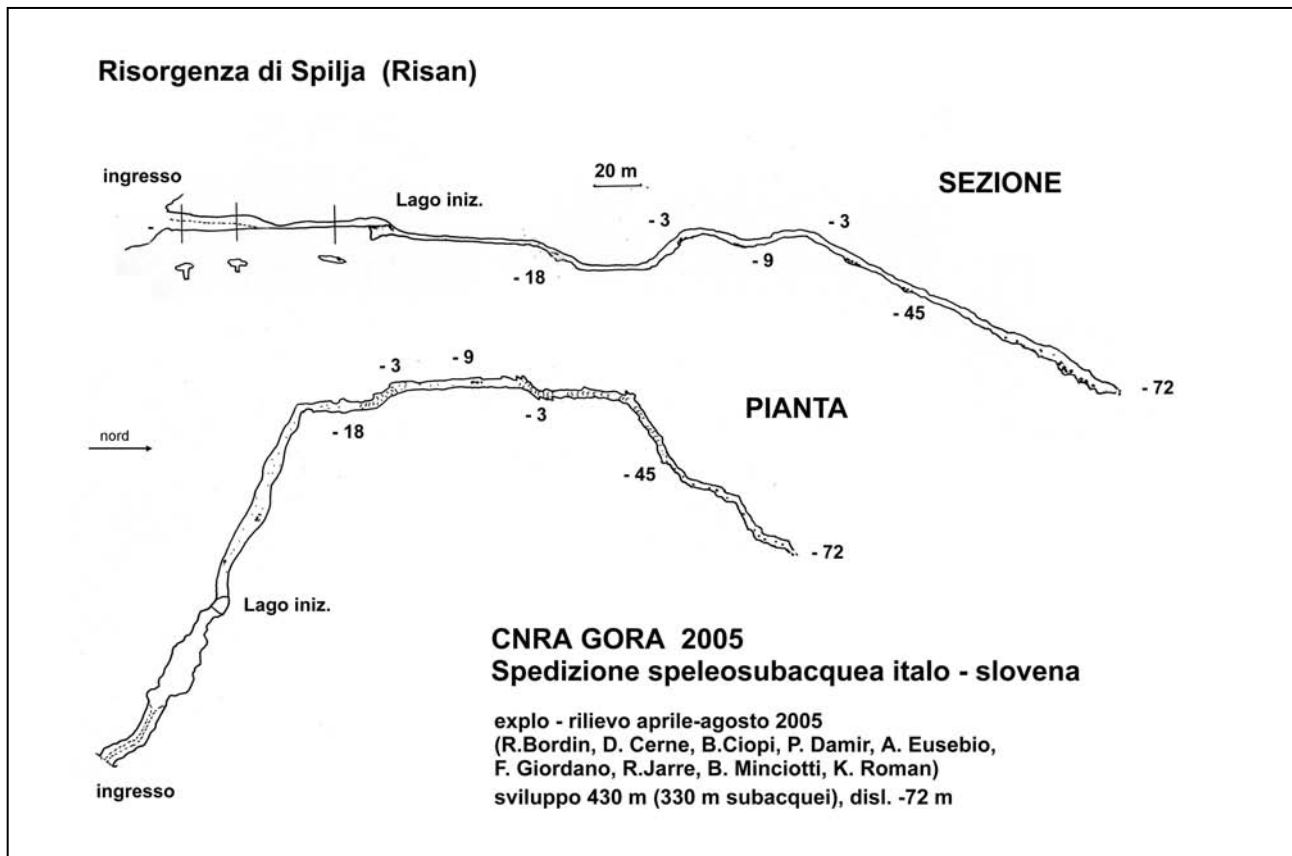 Risorgenza di Spilja (Risan)
ingresso
Lago iniz.
20 m
SEZIONE
- 3
- 3
- 18
- 9
- 45
- 72
- 3
- 9
PIANTA
- 18
- 3
nord
- 45
- 72
Lago iniz.
ingresso
CNRA GORA 2005
Spedizione speleosubacquea italo - slovena
explo - rilievo aprile-agosto 2005
(R.Bordin, D. Cerne, B.Ciopi, P. Damir, A. Eusebio,
F. Giordano, R.Jarre, B. Minciotti, K. Roman)
sviluppo 430 m (330 m subacquei), disl. -72 m